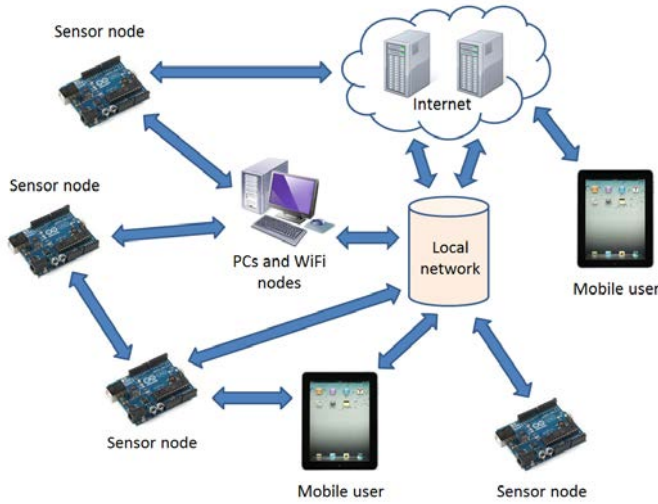 Sensor node
Internet
Sensor node
PCs and WiFi
nodes
Local
network
Mobile user
Sensor node
Mobile user
Sensor node